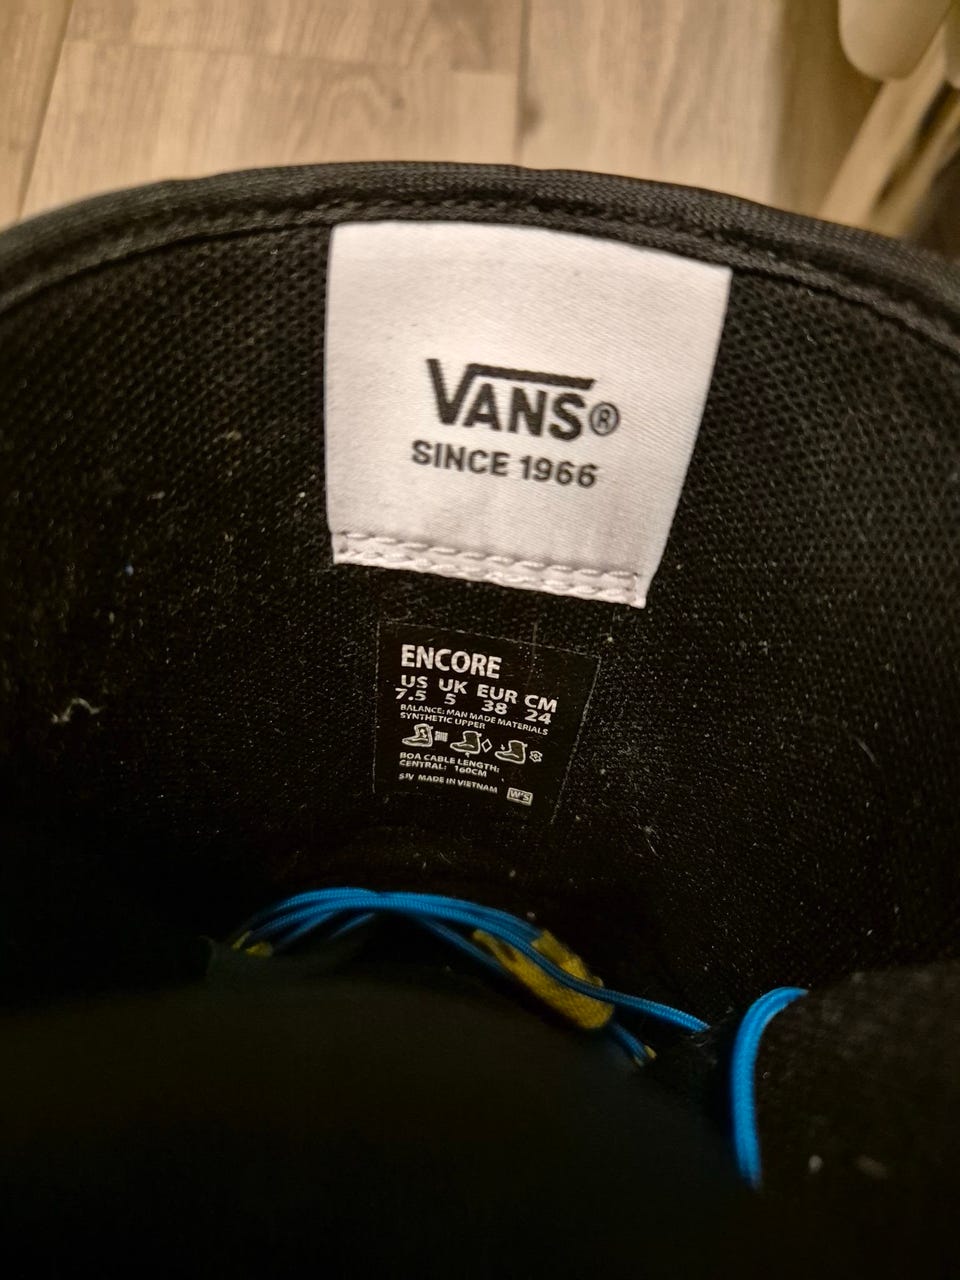 VANS®
SINCE 1966
ENCORE
US UK EUR CM
7.5 5 38 24
BALANCE: MAN MADE MATERIALS
SYNTHETIC UPPER
BOA CABLE LENGTH:
CENTRAL: 160CM
SJV MADE IN VIETNAM
W'S